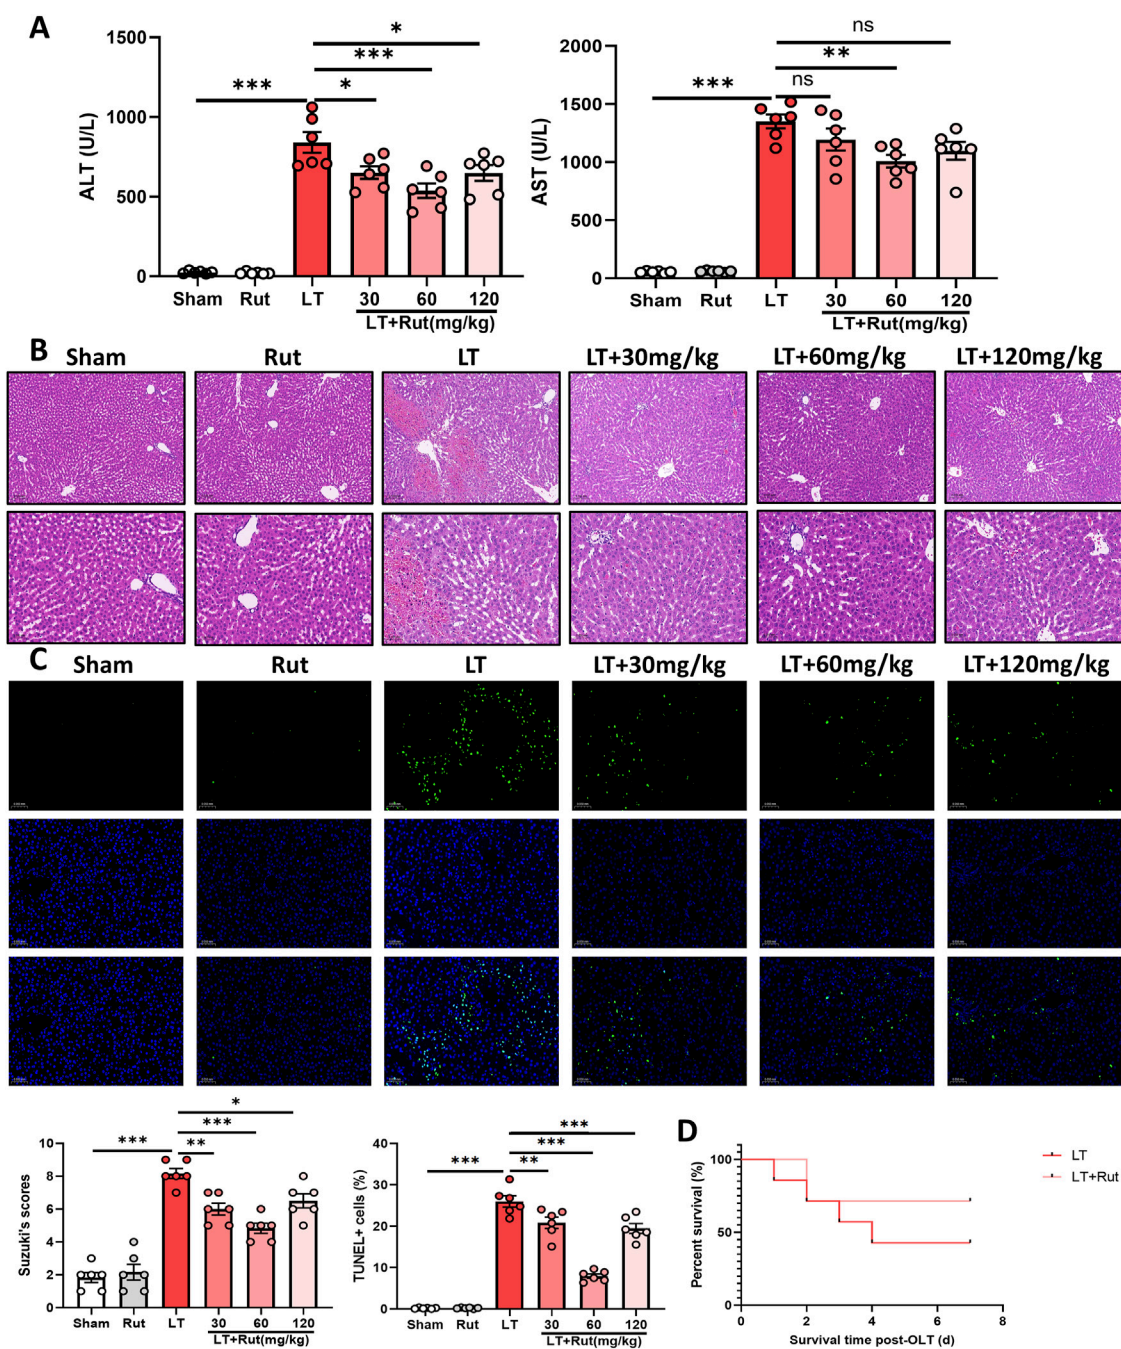 A
ALT (U/L)
1500
1000
500
0
***
*
***
*
Sham Rut LT 30 60 120
LT+Rut(mg/kg)
AST (U/L)
2000
1500
1000
500
0
***
ns
**
ns
Sham Rut LT 30 60 120
LT+Rut(mg/kg)
B
Sham Rut LT LT+30mg/kg LT+60mg/kg LT+120mg/kg
C
Sham Rut LT LT+30mg/kg LT+60mg/kg LT+120mg/kg
Suzuki's scores
10
8
6
4
2
0
*
***
***
**
Sham Rut LT 30 60 120
LT+Rut(mg/kg)
TUNEL+ cells (%)
40
30
20
10
0
***
***
***
**
Sham Rut LT 30 60 120
LT+Rut(mg/kg)
D
Percent survival (%)
100
50
0
0 2 4 6 8
Survival time post-OLT (d)
LT
LT+Rut